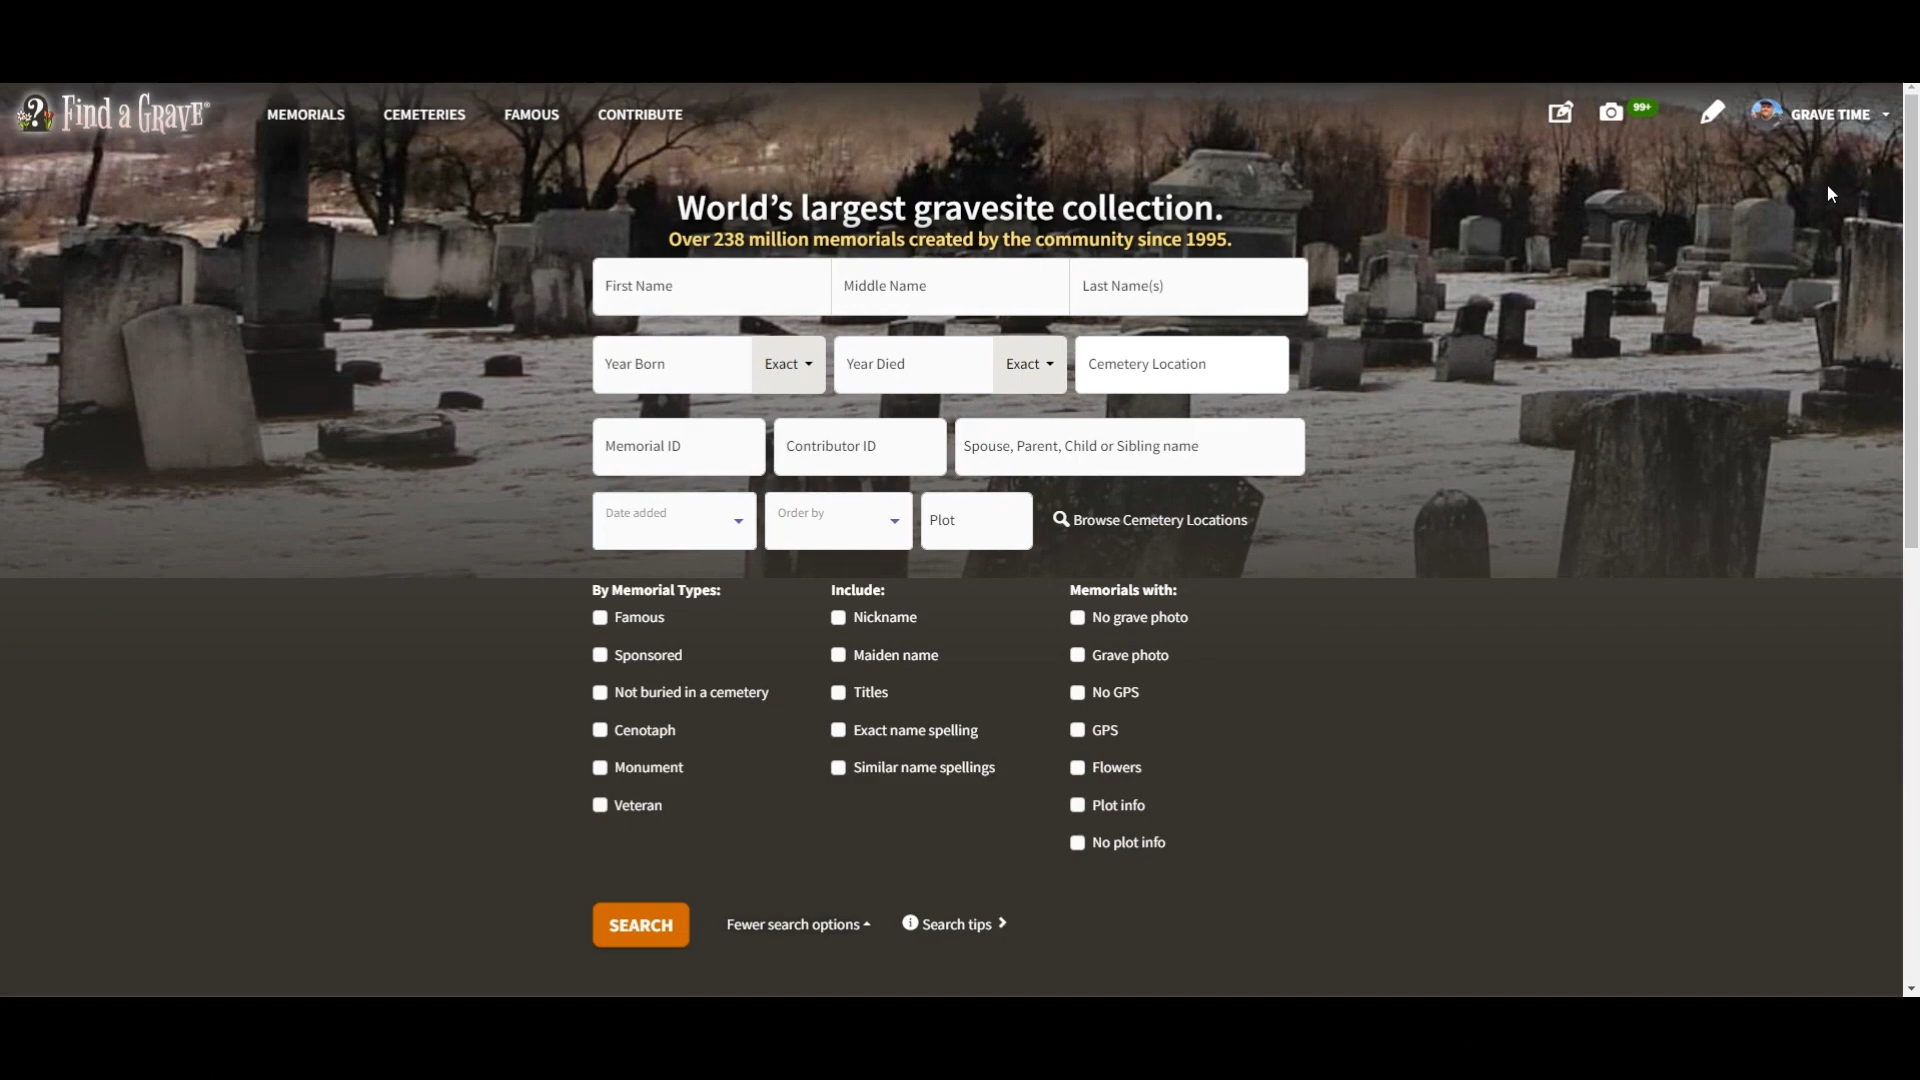 ? Find a Grave®
MEMORIALS CEMETERIES FAMOUS CONTRIBUTE 99+ GRAVE TIME
World's largest gravesite collection.
Over 238 million memorials created by the community since 1995.
First Name Middle Name Last Name(s)
Year Born Exact Year Died Exact Cemetery Location
Memorial ID Contributor ID Spouse, Parent, Child or Sibling name
Date added Order by Plot Browse Cemetery Locations
By Memorial Types:
Famous
Sponsored
Not buried in a cemetery
Cenotaph
Monument
Veteran
Include:
Nickname
Maiden name
Titles
Exact name spelling
Similar name spellings
Memorials with:
No grave photo
Grave photo
No GPS
GPS
Flowers
Plot info
No plot info
SEARCH Fewer search options Search tips